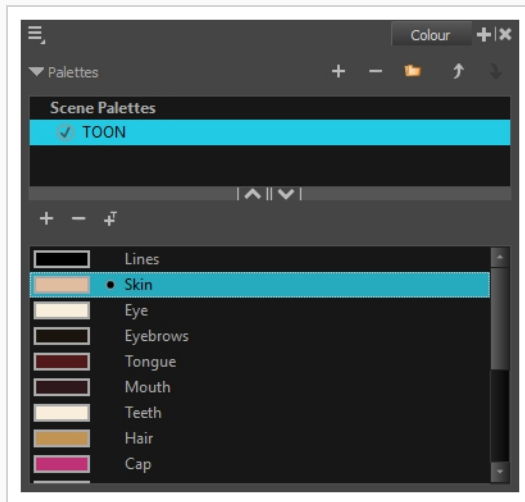 Colour
Palettes
Scene Palettes
TOON
Lines
Skin
Eye
Eyebrows
Tongue
Mouth
Teeth
Hair
Cap